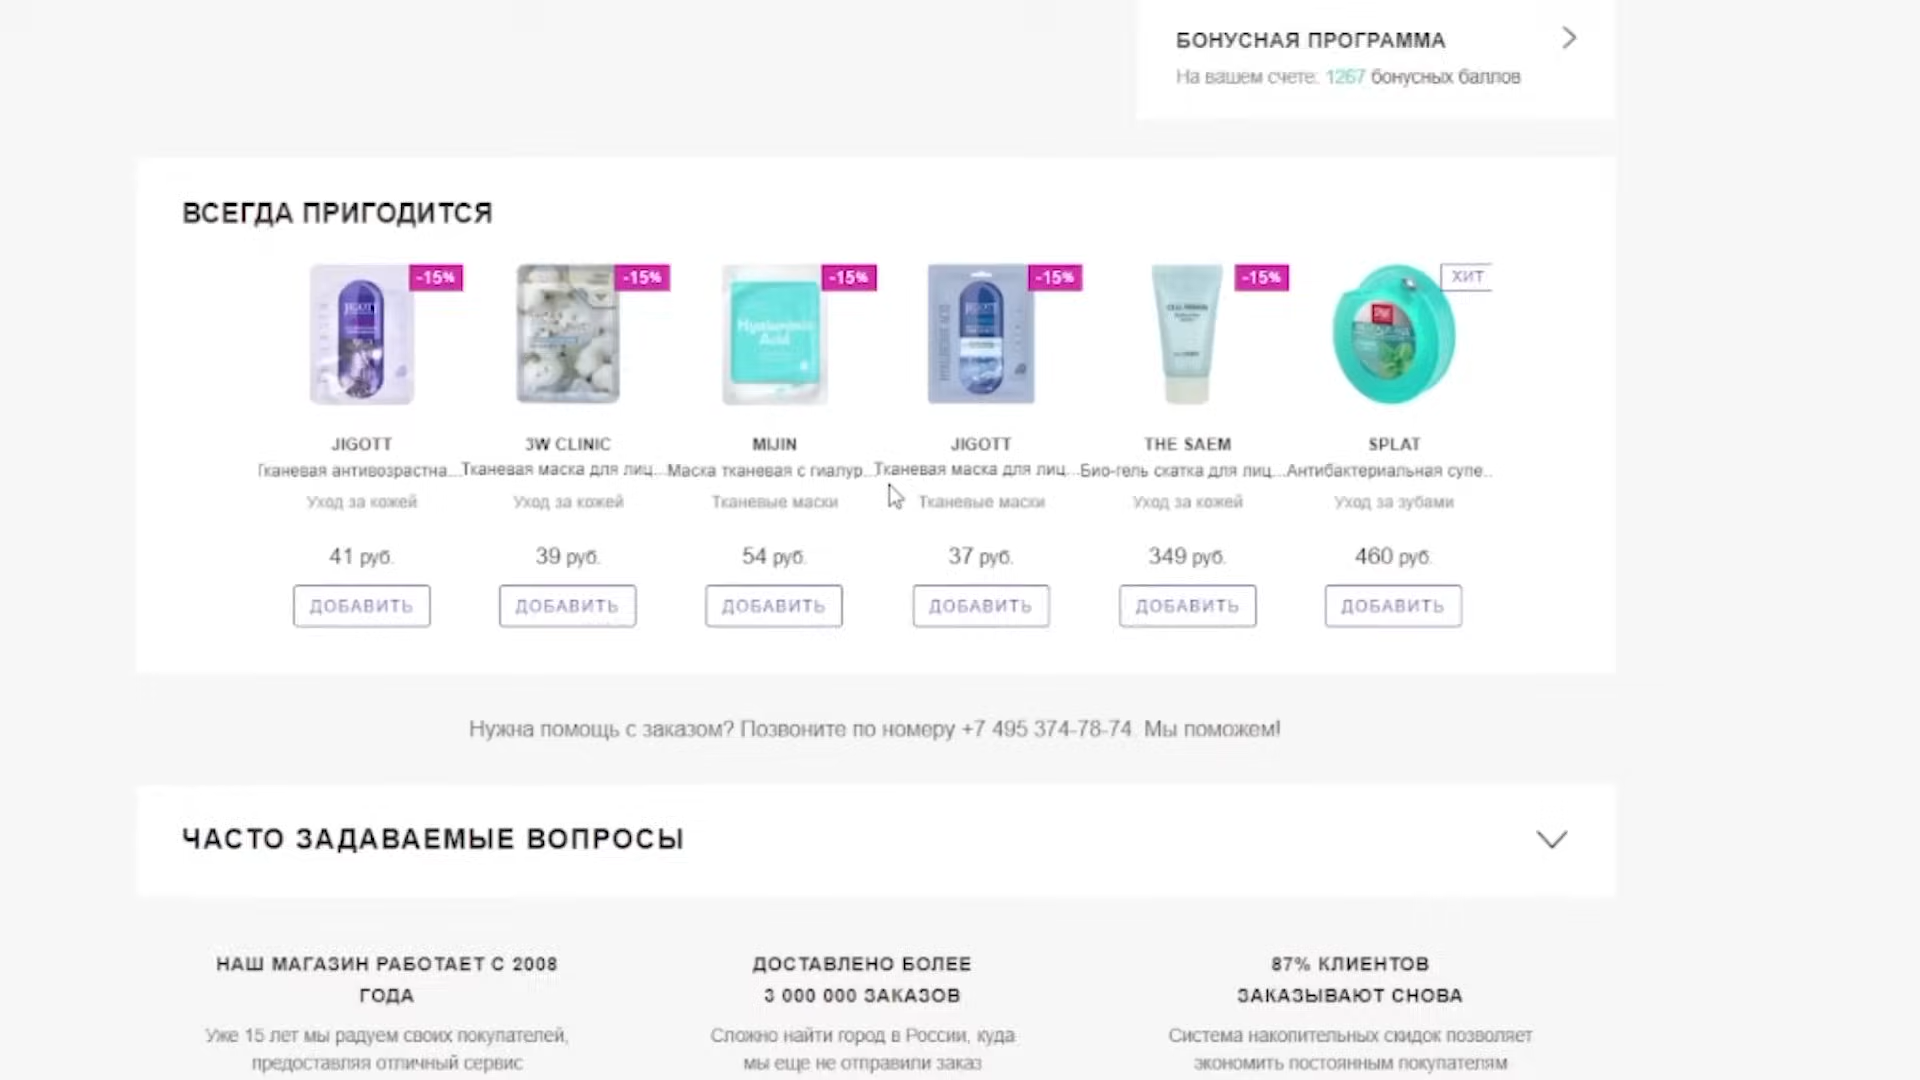 БОНУСНАЯ ПРОГРАММА
На вашем счете: 1267 бонусных баллов
ВСЕГДА ПРИГОДИТСЯ
-15%
-15%
-15%
-15%
-15%
ХИТ
JIGOTT
Hyaluronic
Acid
JIGOTT
JIGOTT
3W CLINIC
MIJIN
JIGOTT
THE SAEM
SPLAT
Тканевая антивозрастна...
Тканевая маска для лиц...
Маска тканевая с гиалур...
Тканевая маска для лиц...
Био-гель скатка для лиц...
Антибактериальная супе...
Уход за кожей
Уход за кожей
Тканевые маски
Тканевые маски
Уход за кожей
Уход за зубами
41 руб.
39 руб.
54 руб.
37 руб.
349 руб.
460 руб.
ДОБАВИТЬ
ДОБАВИТЬ
ДОБАВИТЬ
ДОБАВИТЬ
ДОБАВИТЬ
ДОБАВИТЬ
Нужна помощь с заказом? Позвоните по номеру +7 495 374-78-74. Мы поможем!
ЧАСТО ЗАДАВАЕМЫЕ ВОПРОСЫ
НАШ МАГАЗИН РАБОТАЕТ С 2008
ГОДА
Уже 15 лет мы радуем своих покупателей,
предоставляя отличный сервис
ДОСТАВЛЕНО БОЛЕЕ
3 000 000 ЗАКАЗОВ
Сложно найти город в России, куда
мы еще не отправили заказ
87% КЛИЕНТОВ
ЗАКАЗЫВАЮТ СНОВА
Система накопительных скидок позволяет
экономить постоянным покупателям